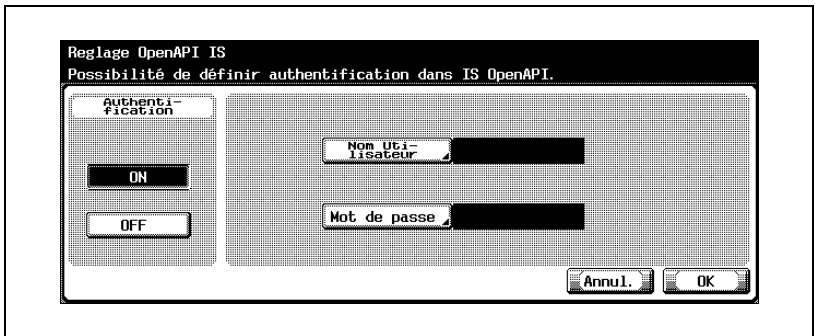 Reglage OpenAPI IS
Possibilité de définir authentification dans IS OpenAPI.
Authenti-
fication
Nom Uti-
lisateur
ON
Mot de passe
OFF
Annul.
OK